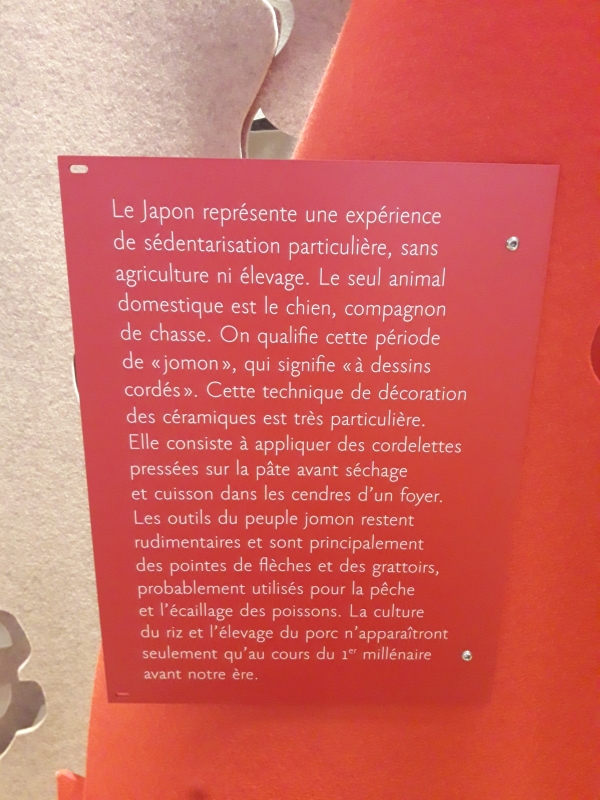 Le Japon représente une expérience
de sédentarisation particulière, sans
agriculture ni élevage. Le seul animal
domestique est le chien, compagnon
de chasse. On qualifie cette période
de « jomon », qui signifie « à dessins
cordés ». Cette technique de décoration
des céramiques est très particulière.
Elle consiste à appliquer des cordelettes
pressées sur la pâte avant séchage
et cuisson dans les cendres d'un foyer.
Les outils du peuple jomon restent
rudimentaires et sont principalement
des pointes de flèches et des grattoirs,
probablement utilisés pour la pêche
et l'écaillage des poissons. La culture
du riz et l'élevage du porc n'apparaîtront
seulement qu'au cours du 1er millénaire
avant notre ère.